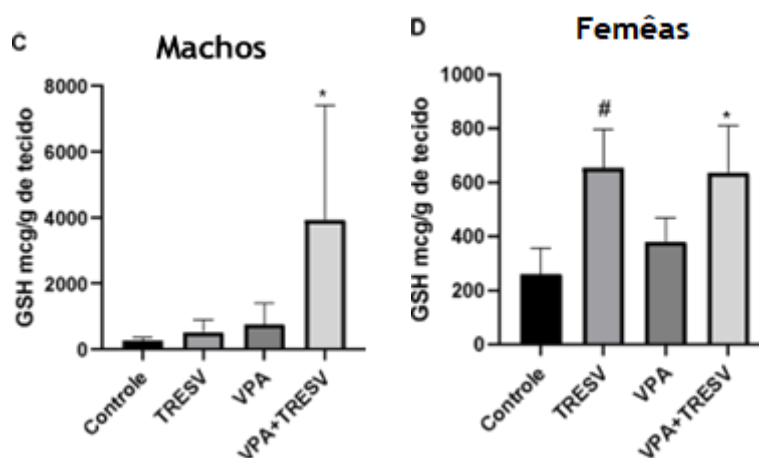 C
Machos
GSH mcg/g de tecido
8000
6000
4000
2000
0
*
Controle
TRESV
VPA
VPA+TRESV
D
Femêas
GSH mcg/g de tecido
1000
800
600
400
200
0
#
*
Controle
TRESV
VPA
VPA+TRESV